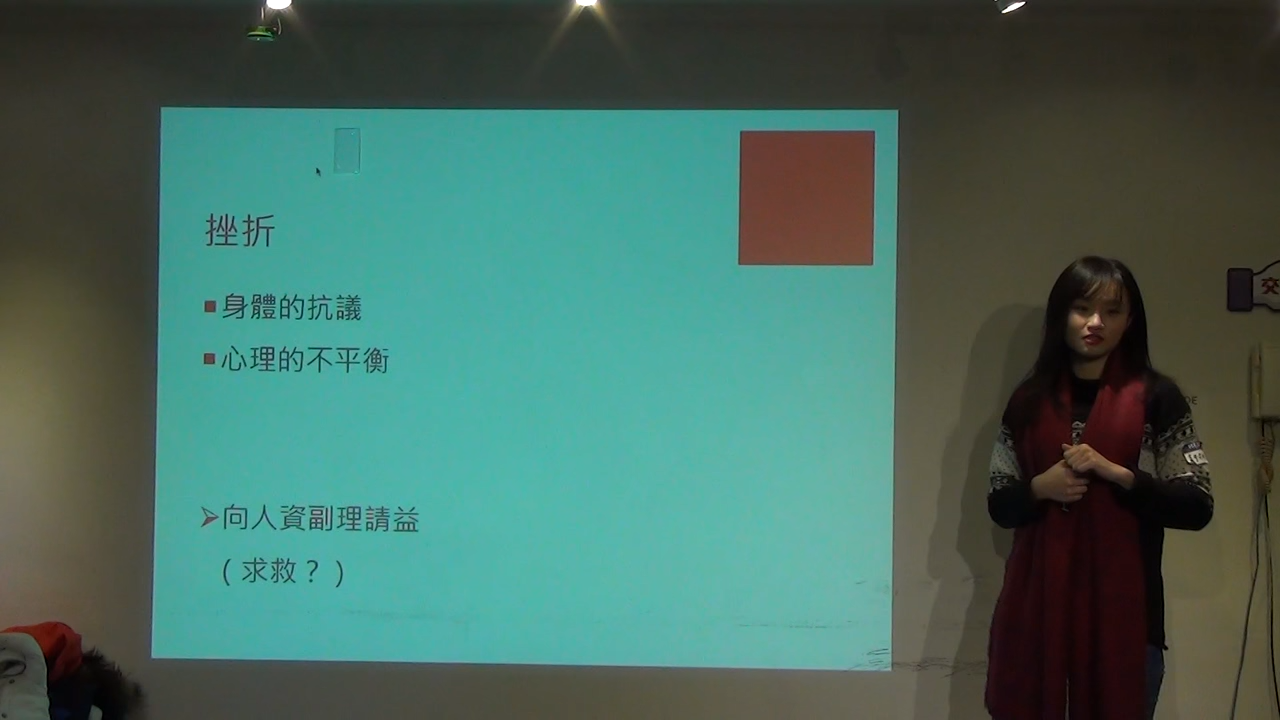 挫折
身體的抗議
心理的不平衡
向人資副理請益
(求救？)
交